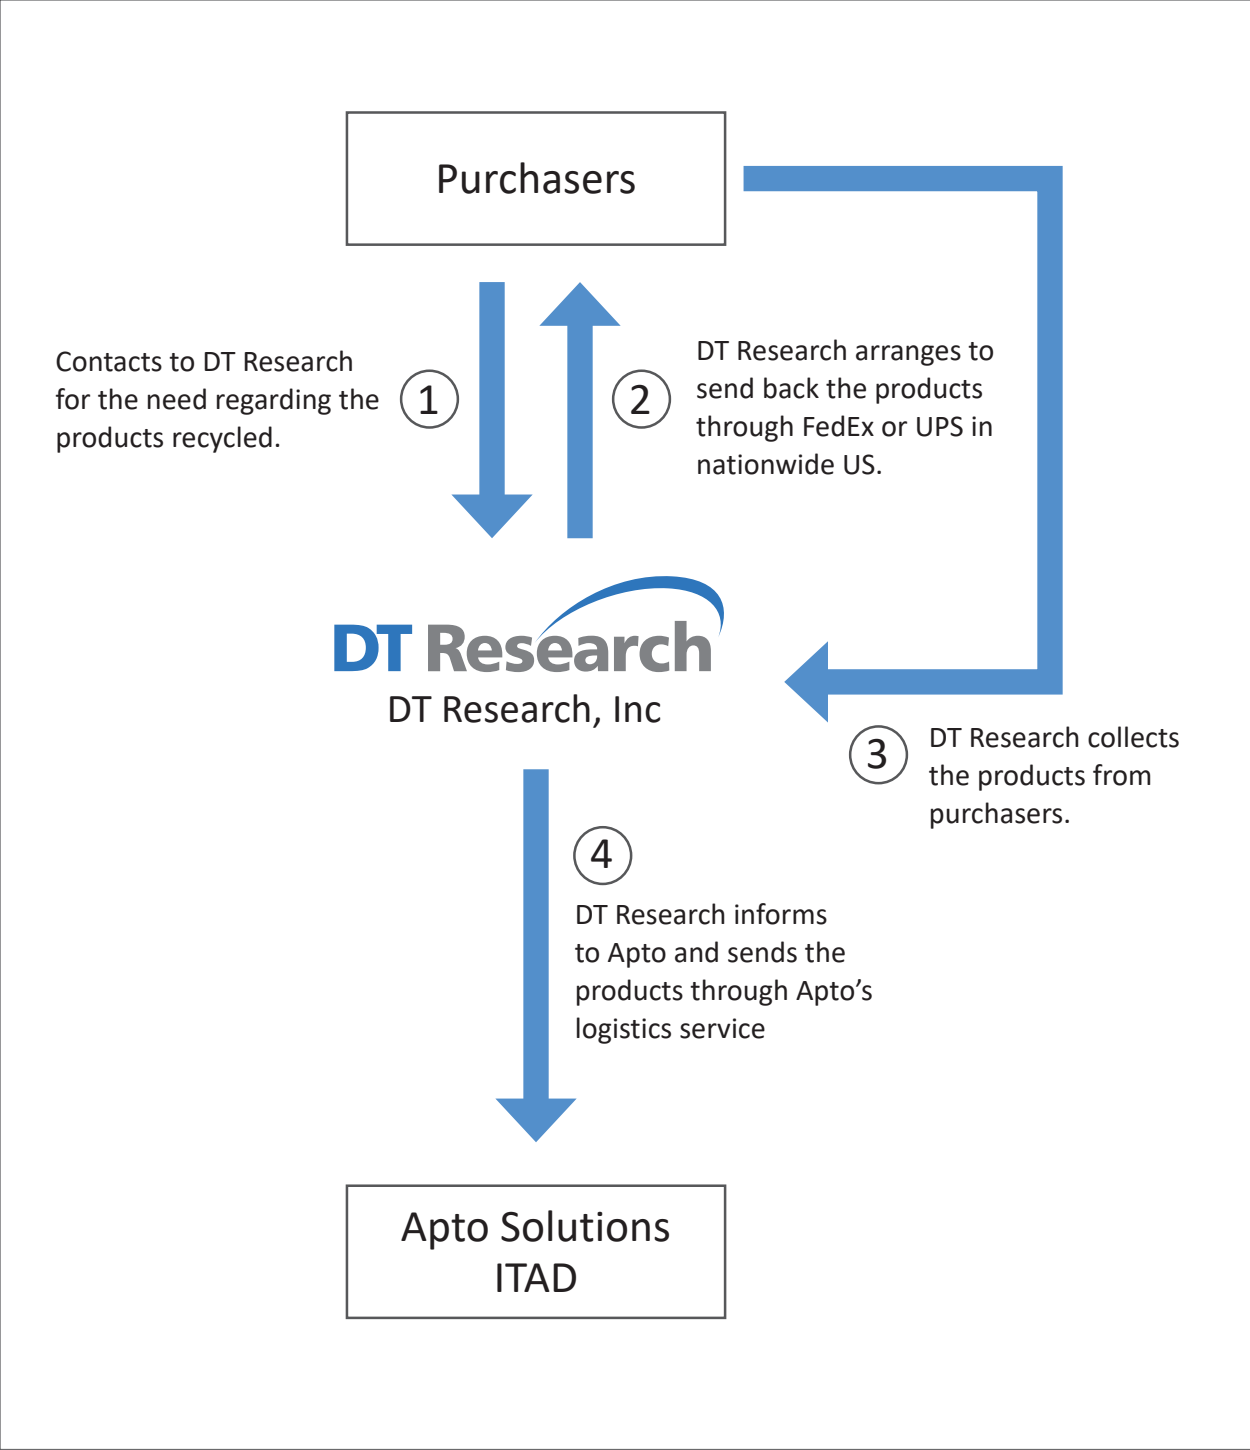 Purchasers
Contacts to DT Research
for the need regarding the
products recycled.
1
2
DT Research arranges to
send back the products
through FedEx or UPS in
nationwide US.
DT Research
DT Research, Inc
3
DT Research collects
the products from
purchasers.
4
DT Research informs
to Apto and sends the
products through Apto’s
logistics service
Apto Solutions
ITAD